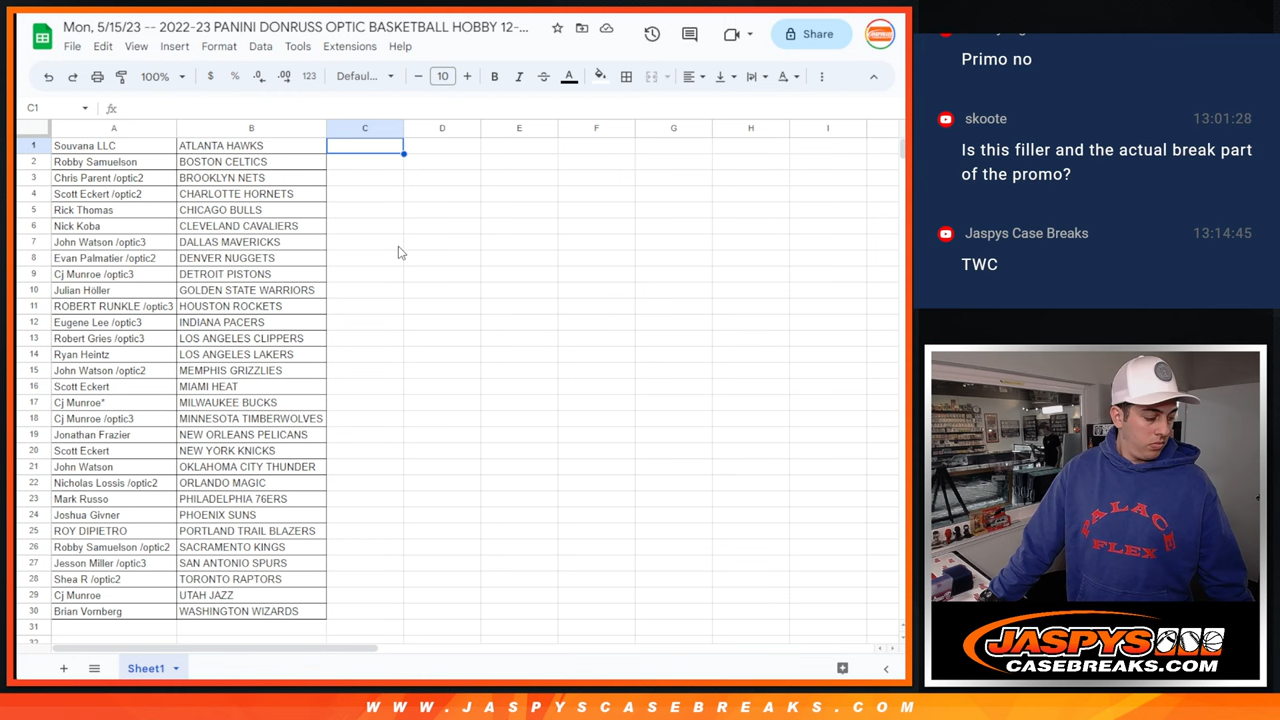 Mon, 5/15/23 -- 2022-23 PANINI DONRUSS OPTIC BASKETBALL HOBBY 12-...
File Edit View Insert Format Data Tools Extensions Help
Share
100% $ % .0 .00 123 Defaul... - 10 + B I A
C1 fx
A B C D E F G H I
1 Souvana LLC ATLANTA HAWKS
2 Robby Samuelson BOSTON CELTICS
3 Chris Parent /optic2 BROOKLYN NETS
4 Scott Eckert /optic2 CHARLOTTE HORNETS
5 Rick Thomas CHICAGO BULLS
6 Nick Koba CLEVELAND CAVALIERS
7 John Watson /optic3 DALLAS MAVERICKS
8 Evan Palmatier /optic2 DENVER NUGGETS
9 Cj Munroe /optic3 DETROIT PISTONS
10 Julian Höller GOLDEN STATE WARRIORS
11 ROBERT RUNKLE /optic3 HOUSTON ROCKETS
12 Eugene Lee /optic3 INDIANA PACERS
13 Robert Gries /optic3 LOS ANGELES CLIPPERS
14 Ryan Heintz LOS ANGELES LAKERS
15 John Watson /optic2 MEMPHIS GRIZZLIES
16 Scott Eckert MIAMI HEAT
17 Cj Munroe* MILWAUKEE BUCKS
18 Cj Munroe /optic3 MINNESOTA TIMBERWOLVES
19 Jonathan Frazier NEW ORLEANS PELICANS
20 Scott Eckert NEW YORK KNICKS
21 John Watson OKLAHOMA CITY THUNDER
22 Nicholas Lossis /optic2 ORLANDO MAGIC
23 Mark Russo PHILADELPHIA 76ERS
24 Joshua Givner PHOENIX SUNS
25 ROY DIPIETRO PORTLAND TRAIL BLAZERS
26 Robby Samuelson /optic2 SACRAMENTO KINGS
27 Jesson Miller /optic3 SAN ANTONIO SPURS
28 Shea R /optic2 TORONTO RAPTORS
29 Cj Munroe UTAH JAZZ
30 Brian Vornberg WASHINGTON WIZARDS
31
Sheet1
Primo no
skoote 13:01:28
Is this filler and the actual break part
of the promo?
Jaspys Case Breaks 13:14:45
TWC
PALACE
FLEX
JASPYS
CASEBREAKS.COM
WWW.JASPYSCASEBREAKS.COM